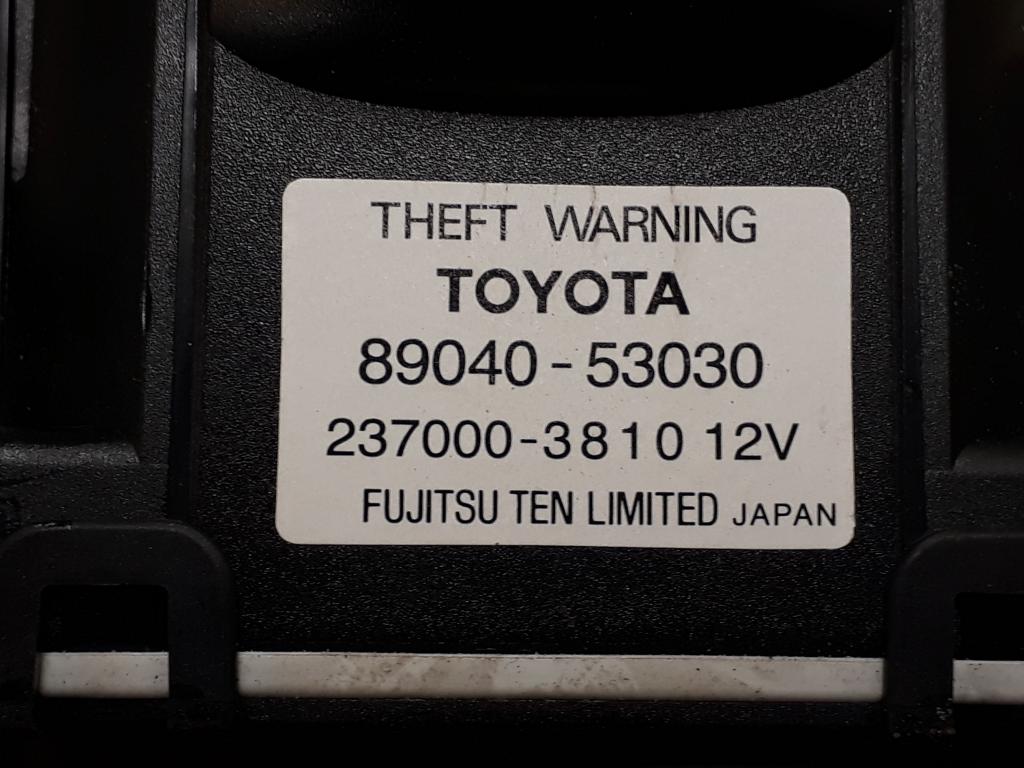 THEFT WARNING
TOYOTA
89040-53030
237000-3810 12V
FUJITSU TEN LIMITED JAPAN